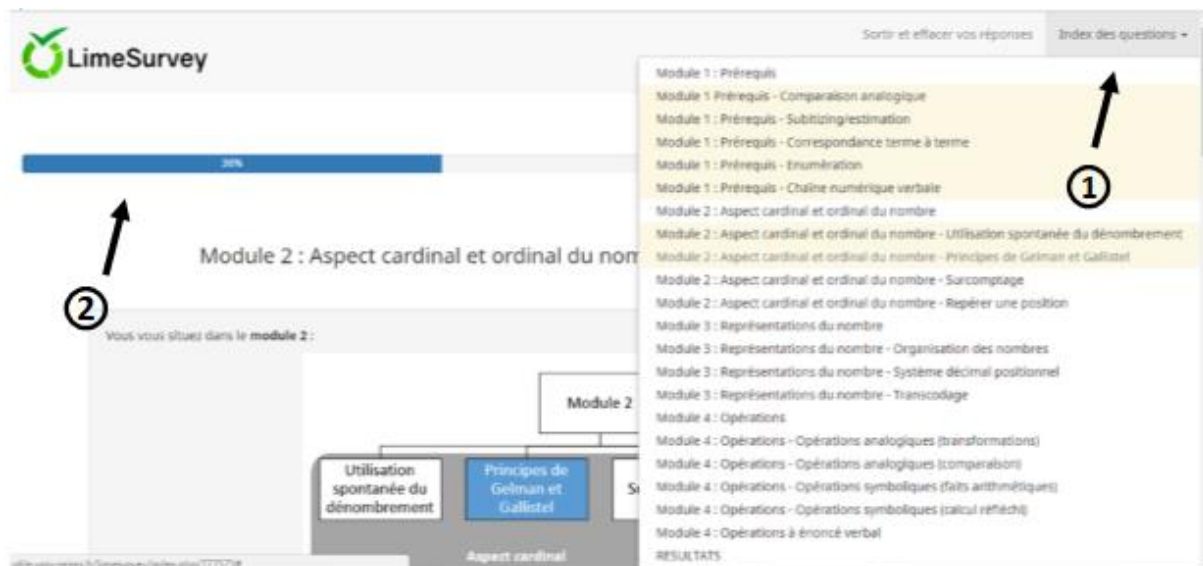 LimeSurvey
Sortir et effacer vos réponses
Index des questions
20%
Module 2 : Aspect cardinal et ordinal du nom
Vous vous situez dans le module 2 :
Module 2
Utilisation
spontanée du
dénombrement
Principes de
Gelman et
Gallistel
Aspect cardinal
Module 1 : Prérequis
Module 1 Prérequis - Comparaison analogique
Module 1 : Prérequis - Subitizing/estimation
Module 1 : Prérequis - Correspondance terme à terme
Module 1 : Prérequis - Enumération
Module 1 : Prérequis - Chaîne numérique verbale
Module 2 : Aspect cardinal et ordinal du nombre
Module 2 : Aspect cardinal et ordinal du nombre - Utilisation spontanée du dénombrement
Module 2 : Aspect cardinal et ordinal du nombre - Principes de Gelman et Gallistel
Module 2 : Aspect cardinal et ordinal du nombre - Surcomptage
Module 2 : Aspect cardinal et ordinal du nombre - Repérer une position
Module 3 : Représentations du nombre
Module 3 : Représentations du nombre - Organisation des nombres
Module 3 : Représentations du nombre - Système décimal positionnel
Module 3 : Représentations du nombre - Transcodage
Module 4 : Opérations
Module 4 : Opérations - Opérations analogiques (transformations)
Module 4 : Opérations - Opérations analogiques (comparaison)
Module 4 : Opérations - Opérations symboliques (faits arithmétiques)
Module 4 : Opérations - Opérations symboliques (calcul réfléchi)
Module 4 : Opérations à énoncé verbal
RESULTATS
1
2